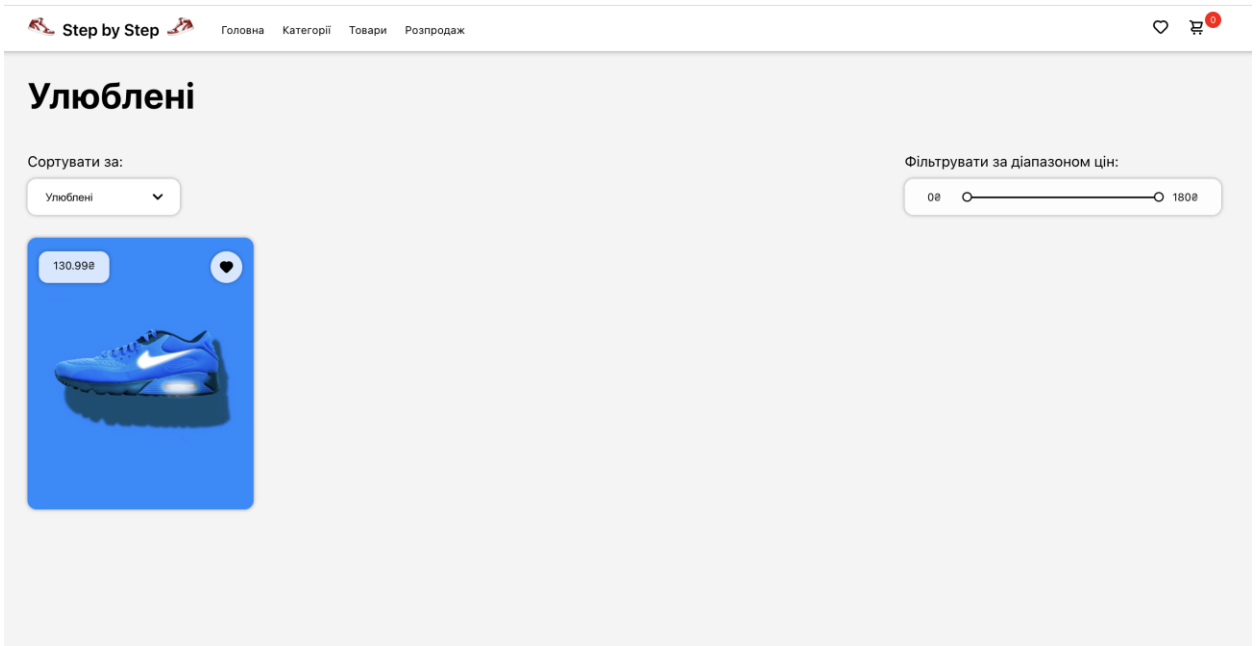 Step by Step Головна Категорії Товари Розпродаж 0
Улюблені
Сортувати за: Фільтрувати за діапазоном цін:
Улюблені 0₴ 180₴
130.99₴